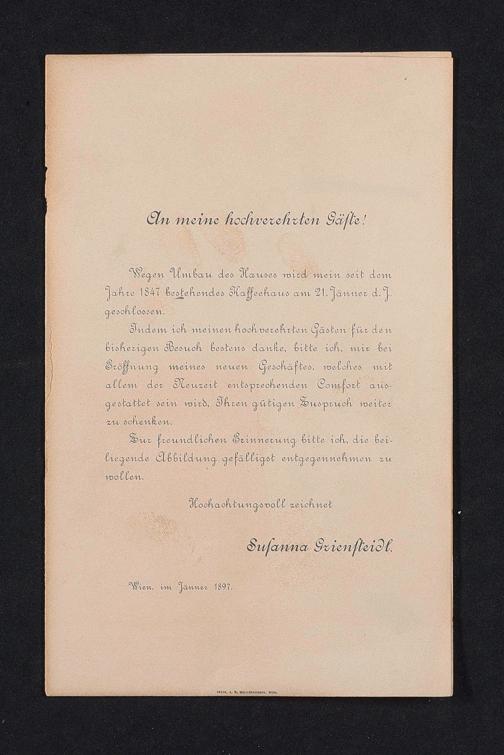 An meine hochverehrten Gäste!
Wegen Umbau des Hauses wird mein seit dem
Jahre 1847 bestehendes Kaffeehaus am 21. Jänner d. J.
geschlossen.
Indem ich meinen hochverehrten Gästen für den
bisherigen Besuch bestens danke, bitte ich, mir bei
Eröffnung meines neuen Geschäftes, welches mit
allem der Neuzeit entsprechenden Comfort aus-
gestattet sein wird, Ihren gütigen Zuspruch weiter
zu schenken.
Zur freundlichen Erinnerung bitte ich, die bei-
liegende Abbildung gefälligst entgegennehmen zu
wollen.
Hochachtungsvoll zeichnet
Susanna Griensteidl.
Wien, im Jänner 1897.